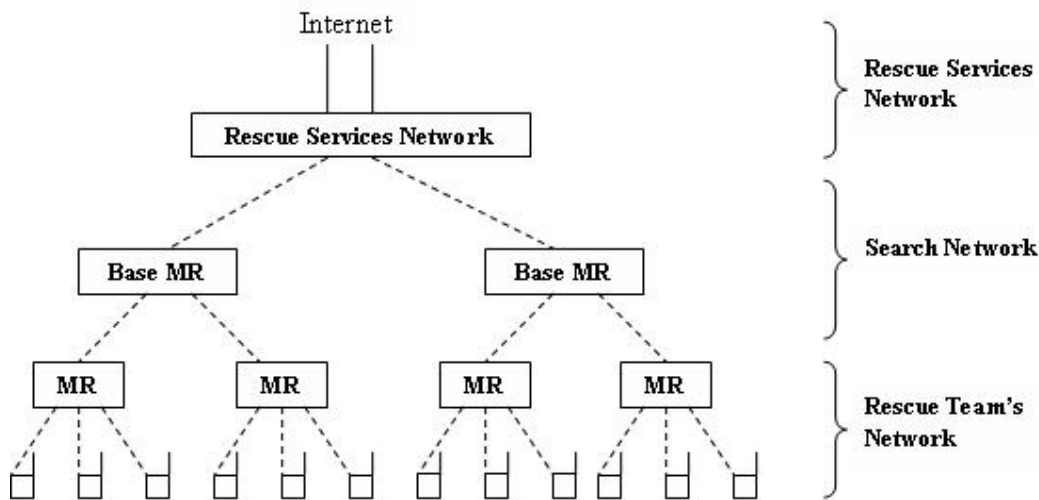 Internet
Rescue Services
Network
Rescue Services Network
Search Network
Base MR
Base MR
MR
MR
MR
MR
Rescue Team's
Network